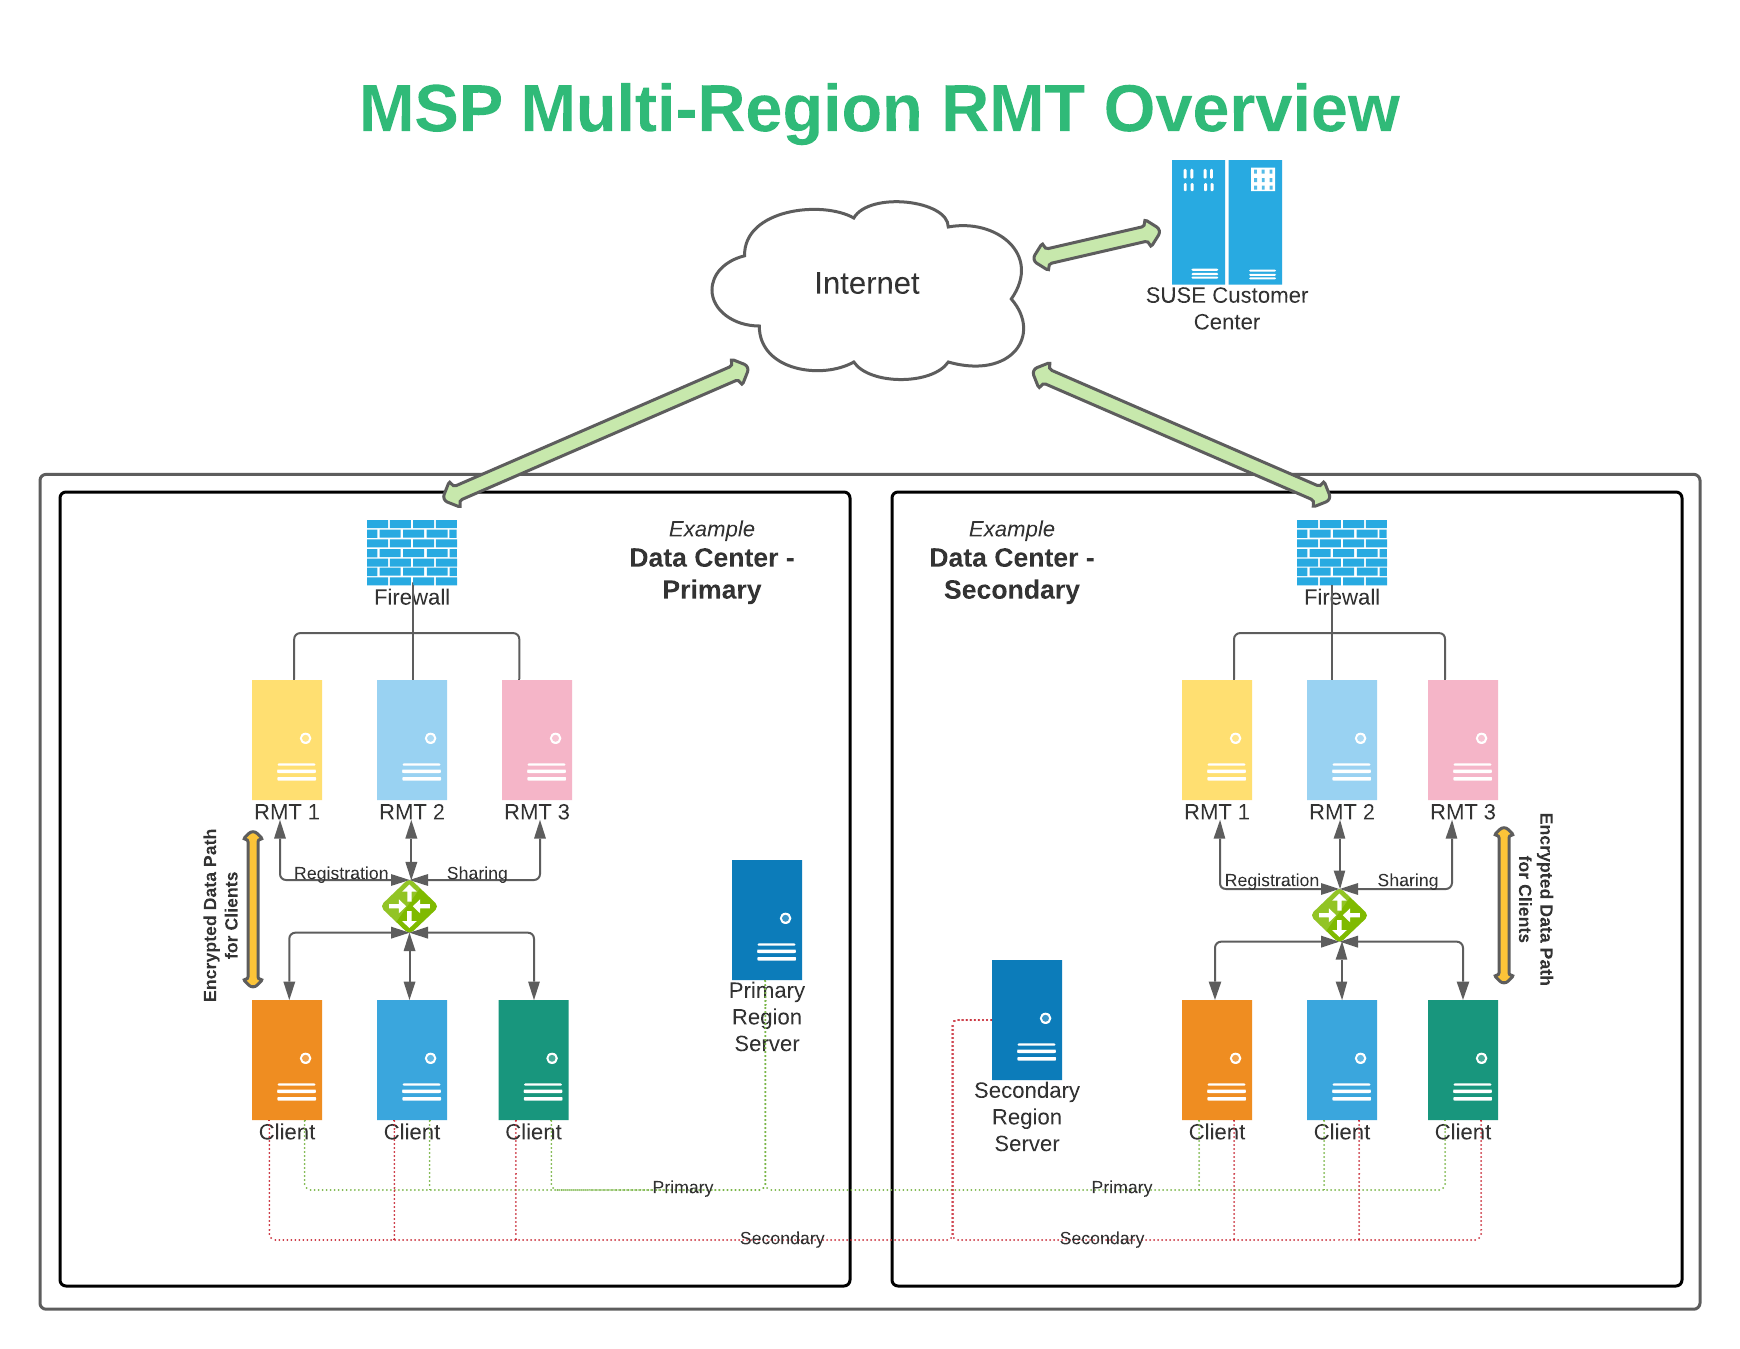 MSP Multi-Region RMT Overview
Internet
SUSE Customer
Center
Example
Data Center -
Primary
Firewall
RMT 1
RMT 2
RMT 3
Registration
Sharing
Encrypted Data Path
for Clients
Primary
Region
Server
Client
Client
Client
Primary
Secondary
Example
Data Center -
Secondary
Firewall
RMT 1
RMT 2
RMT 3
Registration
Sharing
Encrypted Data Path
for Clients
Secondary
Region
Server
Client
Client
Client
Primary
Secondary